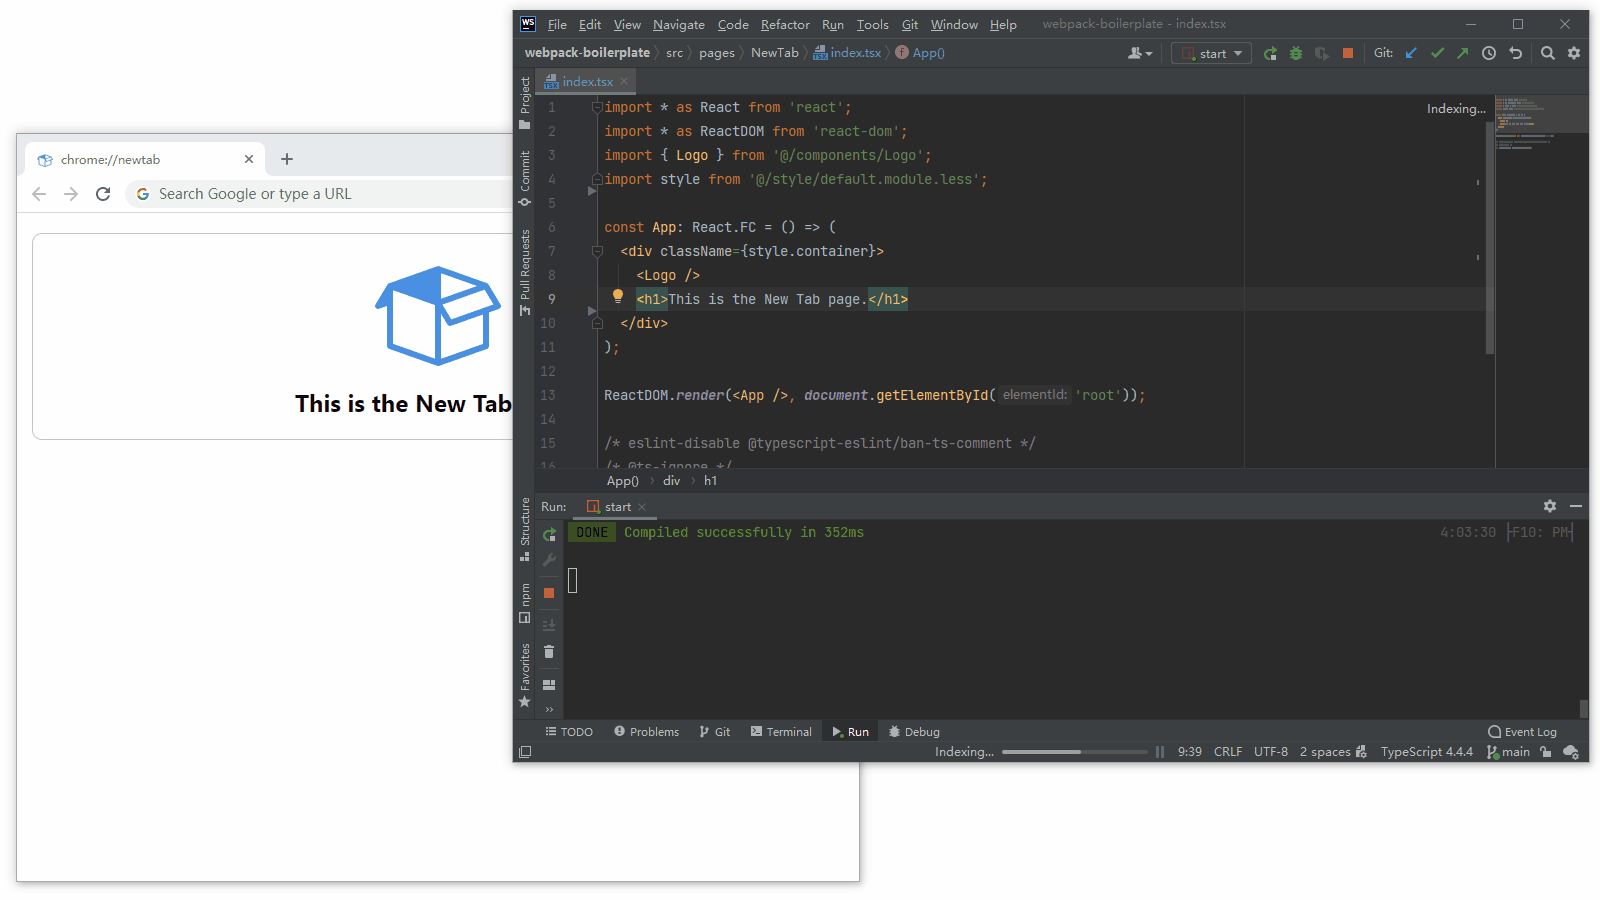 WS File Edit View Navigate Code Refactor Run Tools Git Window Help webpack-boilerplate - index.tsx
webpack-boilerplate src pages NewTab index.tsx f App() start Git:
index.tsx
Project
Commit
Pull Requests
Structure
npm
Favorites
1 import * as React from 'react';
Indexing...
2 import * as ReactDOM from 'react-dom';
3 import { Logo } from '@/components/Logo';
4 import style from '@/style/default.module.less';
5
6 const App: React.FC = () => (
7 <div className={style.container}>
8 <Logo />
9 <h1>This is the New Tab page.</h1>
10 </div>
11 );
12
13 ReactDOM.render(<App />, document.getElementById( elementId: 'root'));
14
15 /* eslint-disable @typescript-eslint/ban-ts-comment */
16 /* @ts-ignore */
App() div h1
Run: start
DONE Compiled successfully in 352ms 4:03:30 F10: PM
TODO Problems Git Terminal Run Debug Event Log
Indexing... 9:39 CRLF UTF-8 2 spaces TypeScript 4.4.4 main
chrome://newtab
Search Google or type a URL
This is the New Tab